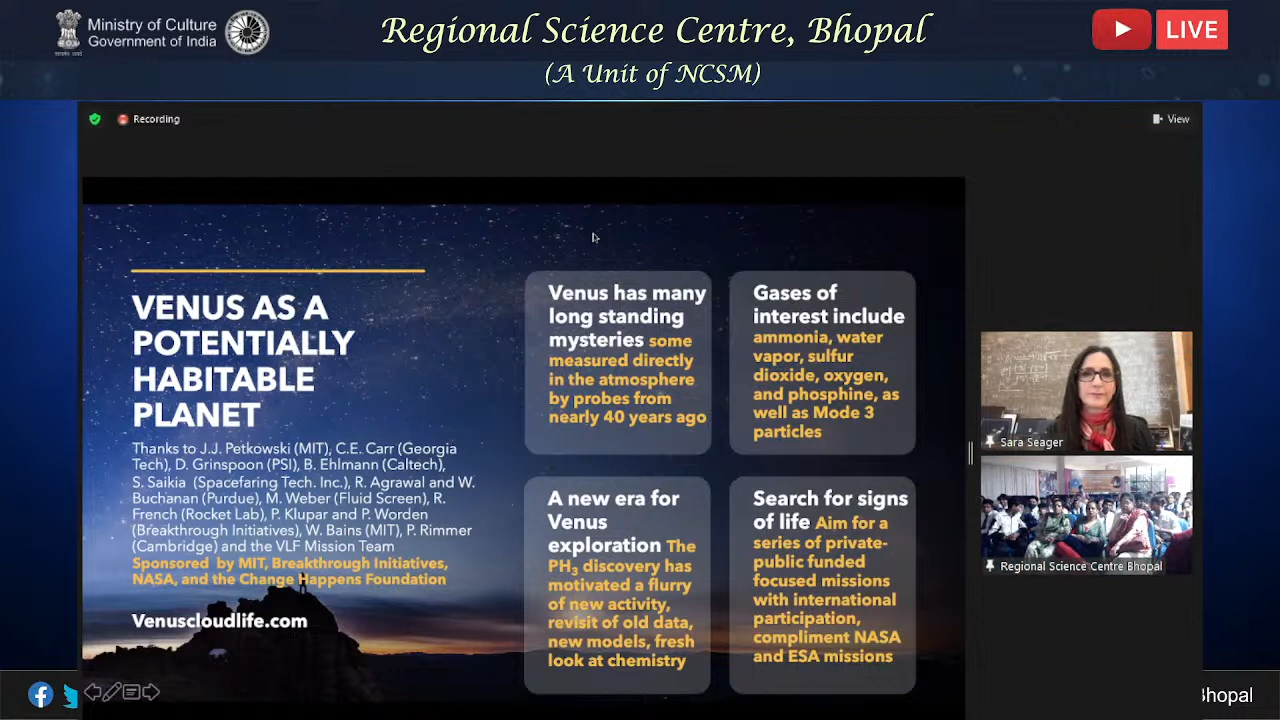 Ministry of Culture
Government of India
Regional Science Centre, Bhopal
(A Unit of NCSM)
LIVE
Recording
View
VENUS AS A
POTENTIALLY
HABITABLE
PLANET
Thanks to J.J. Petkowski (MIT), C.E. Carr (Georgia
Tech), D. Grinspoon (PSI), B. Ehlmann (Caltech),
S. Saikia (Spacefaring Tech. Inc.), R. Agrawal and W.
Buchanan (Purdue), M. Weber (Fluid Screen), R.
French (Rocket Lab), P. Klupar and P. Worden
(Breakthrough Initiatives), W. Bains (MIT), P. Rimmer
(Cambridge) and the VLF Mission Team
Sponsored by MIT, Breakthrough Initiatives,
NASA, and the Change Happens Foundation
Venuscloudlife.com
Venus has many
long standing
mysteries some
measured directly
in the atmosphere
by probes from
nearly 40 years ago
Gases of
interest include
ammonia, water
vapor, sulfur
dioxide, oxygen,
and phosphine, as
well as Mode 3
particles
A new era for
Venus
exploration The
PH₃ discovery has
motivated a flurry
of new activity,
revisit of old data,
new models, fresh
look at chemistry
Search for signs
of life Aim for a
series of private-
public funded
focused missions
with international
participation,
compliment NASA
and ESA missions
Sara Seager
Regional Science Centre Bhopal
Bhopal